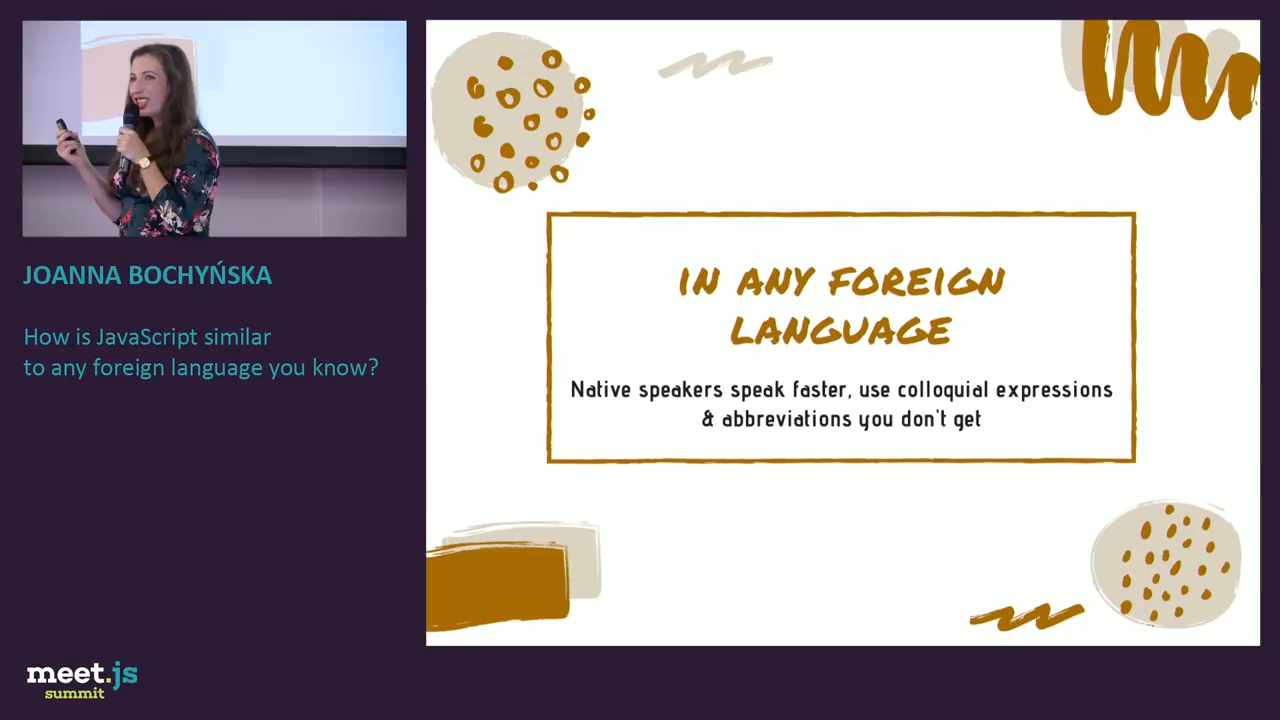 JOANNA BOCHYŃSKA
How is JavaScript similar
to any foreign language you know?
meet.js
summit
IN ANY FOREIGN
LANGUAGE
Native speakers speak faster, use colloquial expressions
& abbreviations you don't get